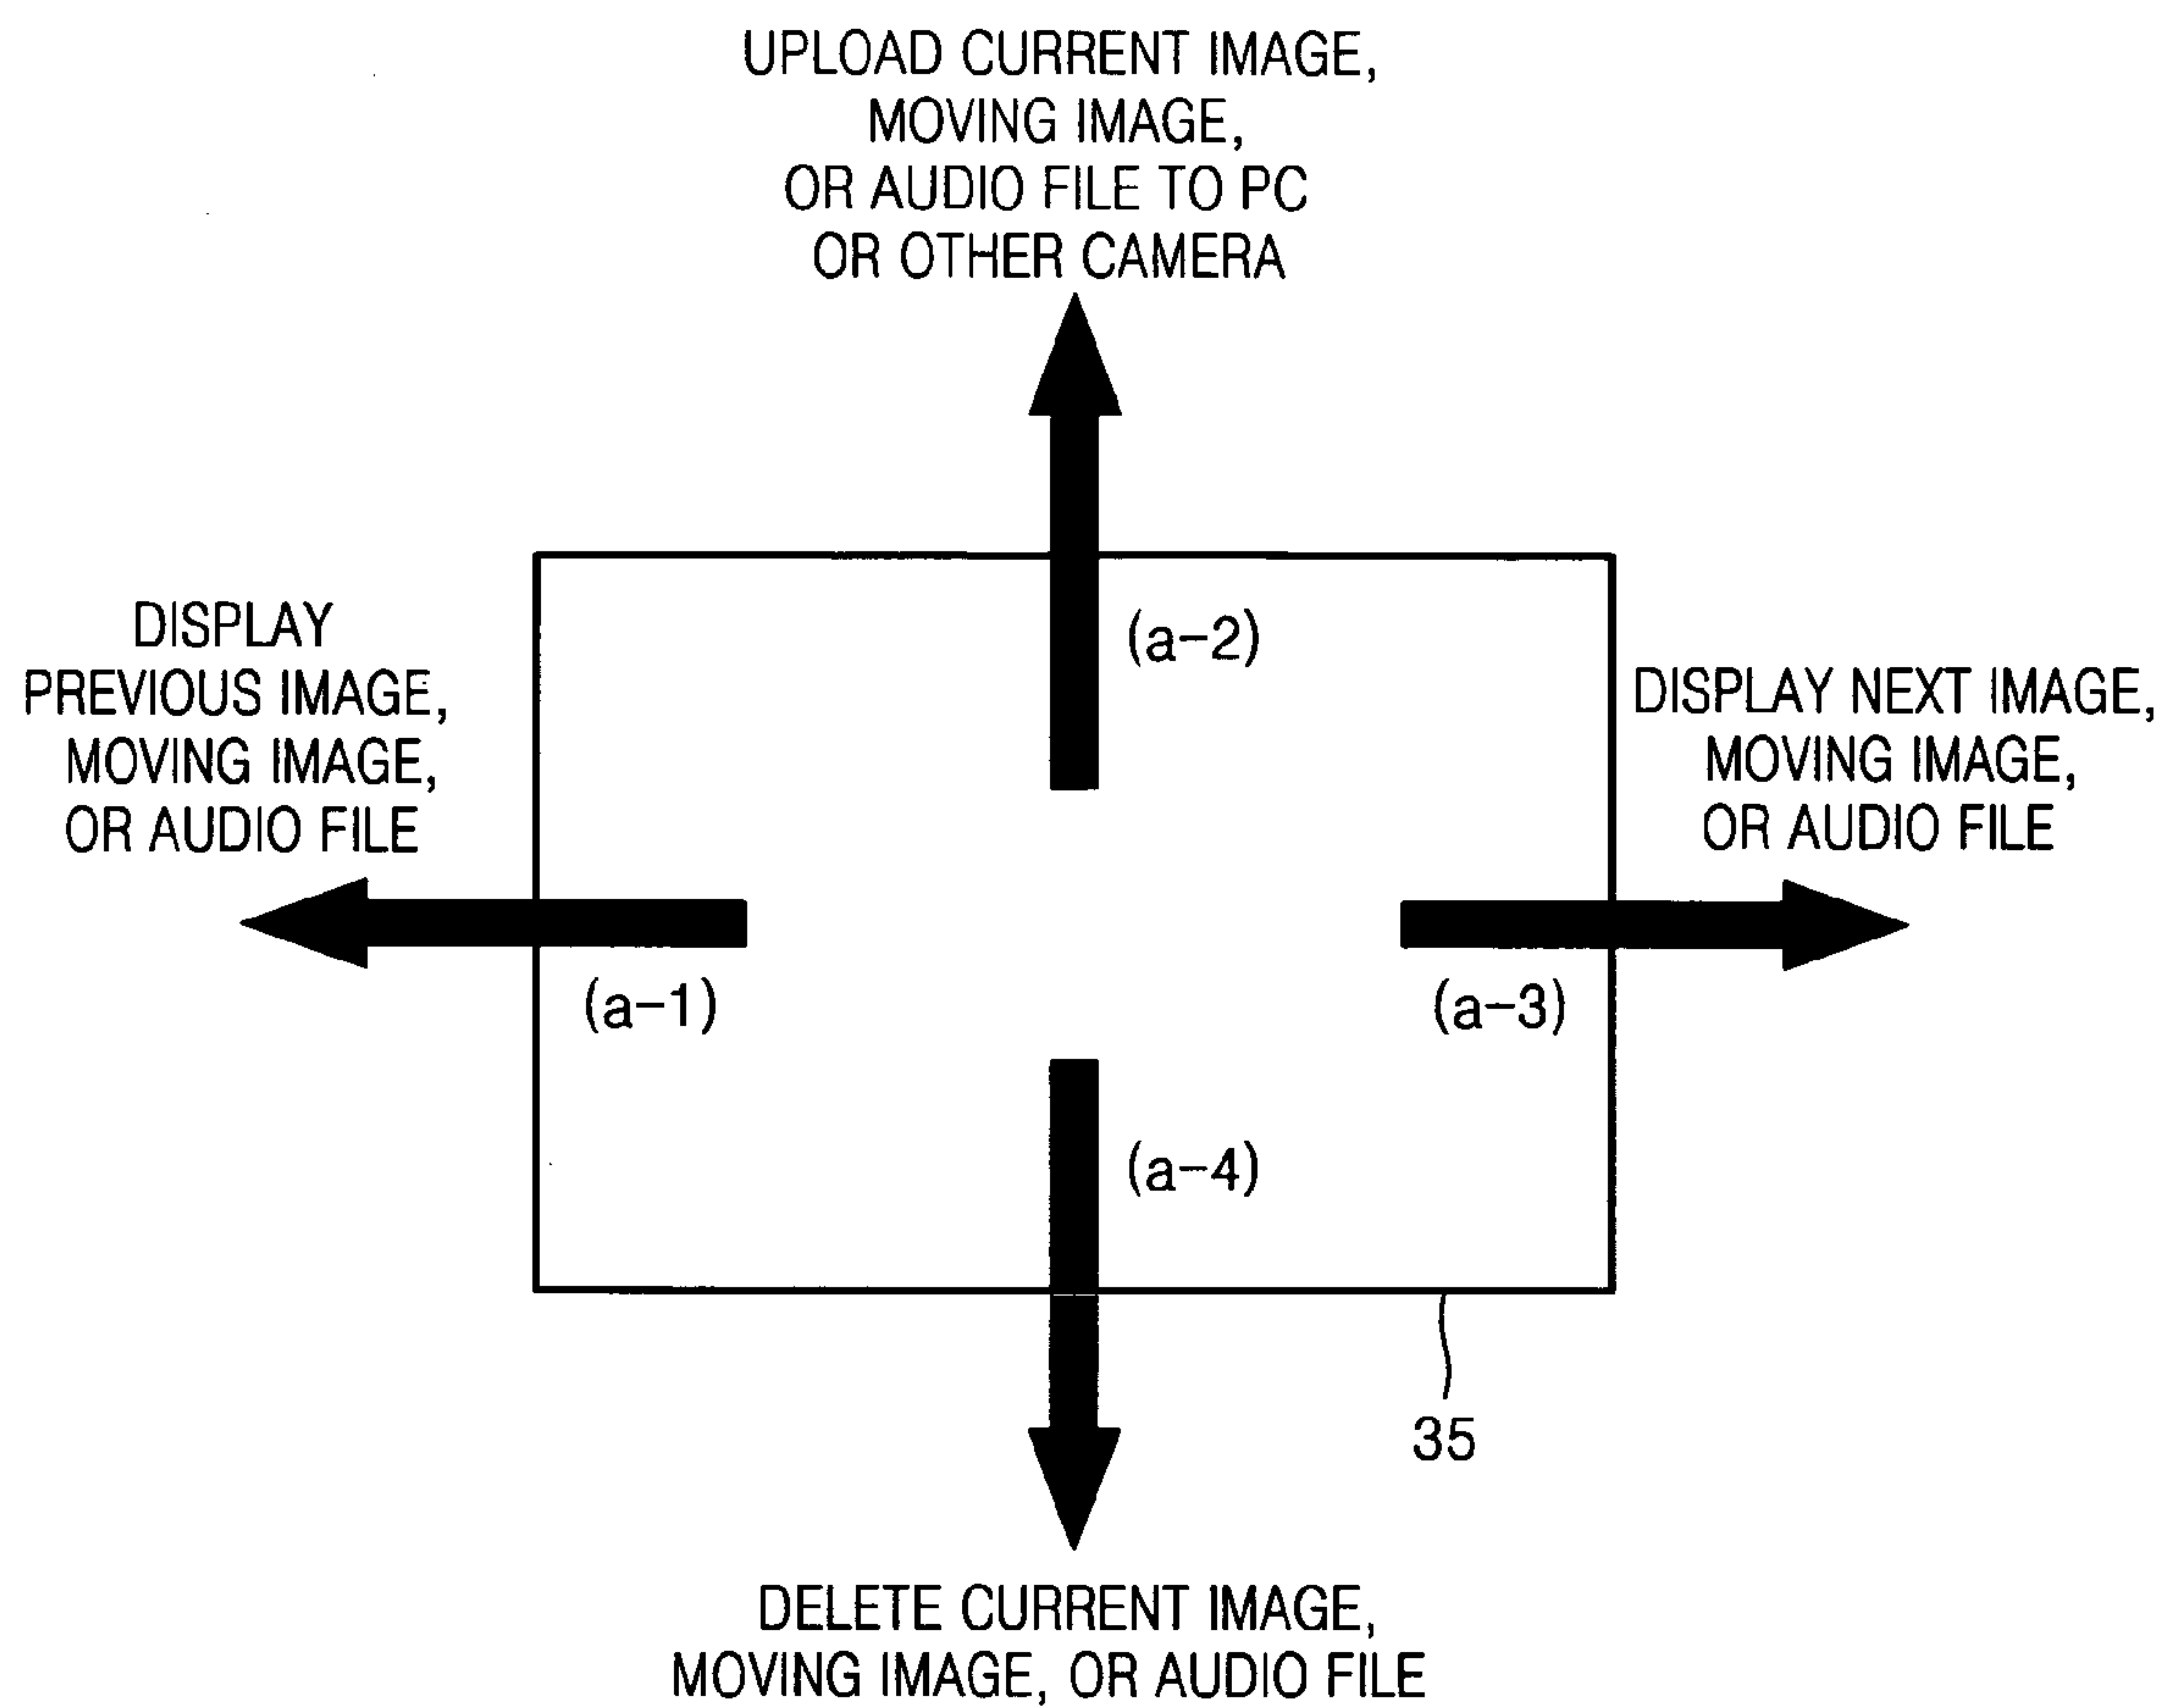 UPLOAD CURRENT IMAGE,
MOVING IMAGE,
OR AUDIO FILE TO PC
OR OTHER CAMERA
(a-2)
DISPLAY
PREVIOUS IMAGE,
MOVING IMAGE,
OR AUDIO FILE
DISPLAY NEXT IMAGE,
MOVING IMAGE,
OR AUDIO FILE
(a-1)
(a-3)
(a-4)
35
DELETE CURRENT IMAGE,
MOVING IMAGE, OR AUDIO FILE